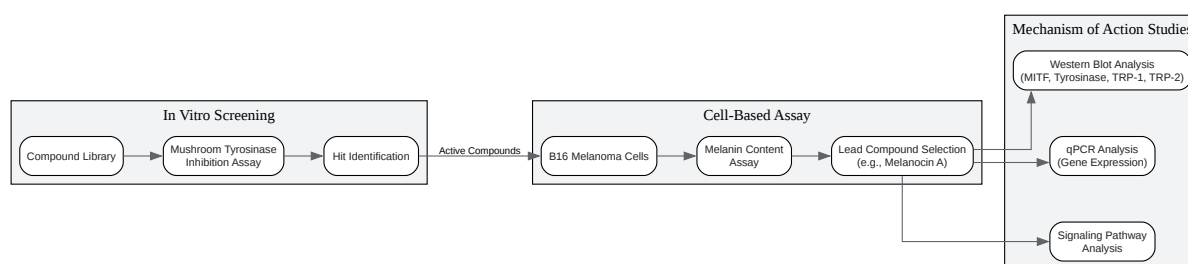 In Vitro Screening
Compound Library
Mushroom Tyrosinase
Inhibition Assay
Hit Identification
Active Compounds
Cell-Based Assay
B16 Melanoma Cells
Melanin Content
Assay
Lead Compound Selection
(e.g., Melanocin A)
Mechanism of Action Studies
Western Blot Analysis
(MITF, Tyrosinase, TRP-1, TRP-2)
qPCR Analysis
(Gene Expression)
Signaling Pathway
Analysis